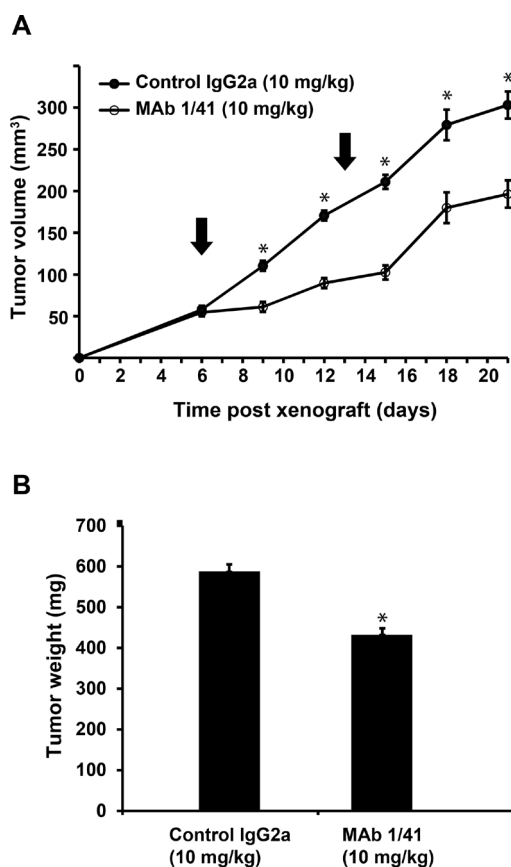 A
Control IgG2a (10 mg/kg)
MAb 1/41 (10 mg/kg)
Tumor volume (mm³)
300
250
200
150
100
50
* * * * *
0 2 4 6 8 10 12 14 16 18 20
Time post xenograft (days)
B
Tumor weight (mg)
700
600
500
400
300
200
100
0
*
Control IgG2a MAb 1/41
(10 mg/kg) (10 mg/kg)